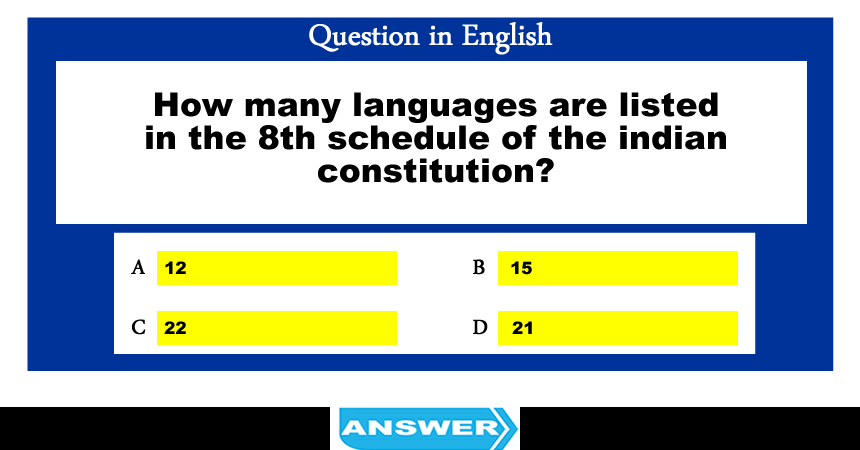 Question in English
How many languages are listed
in the 8th schedule of the indian
constitution?
A 12
B 15
C 22
D 21
ANSWER